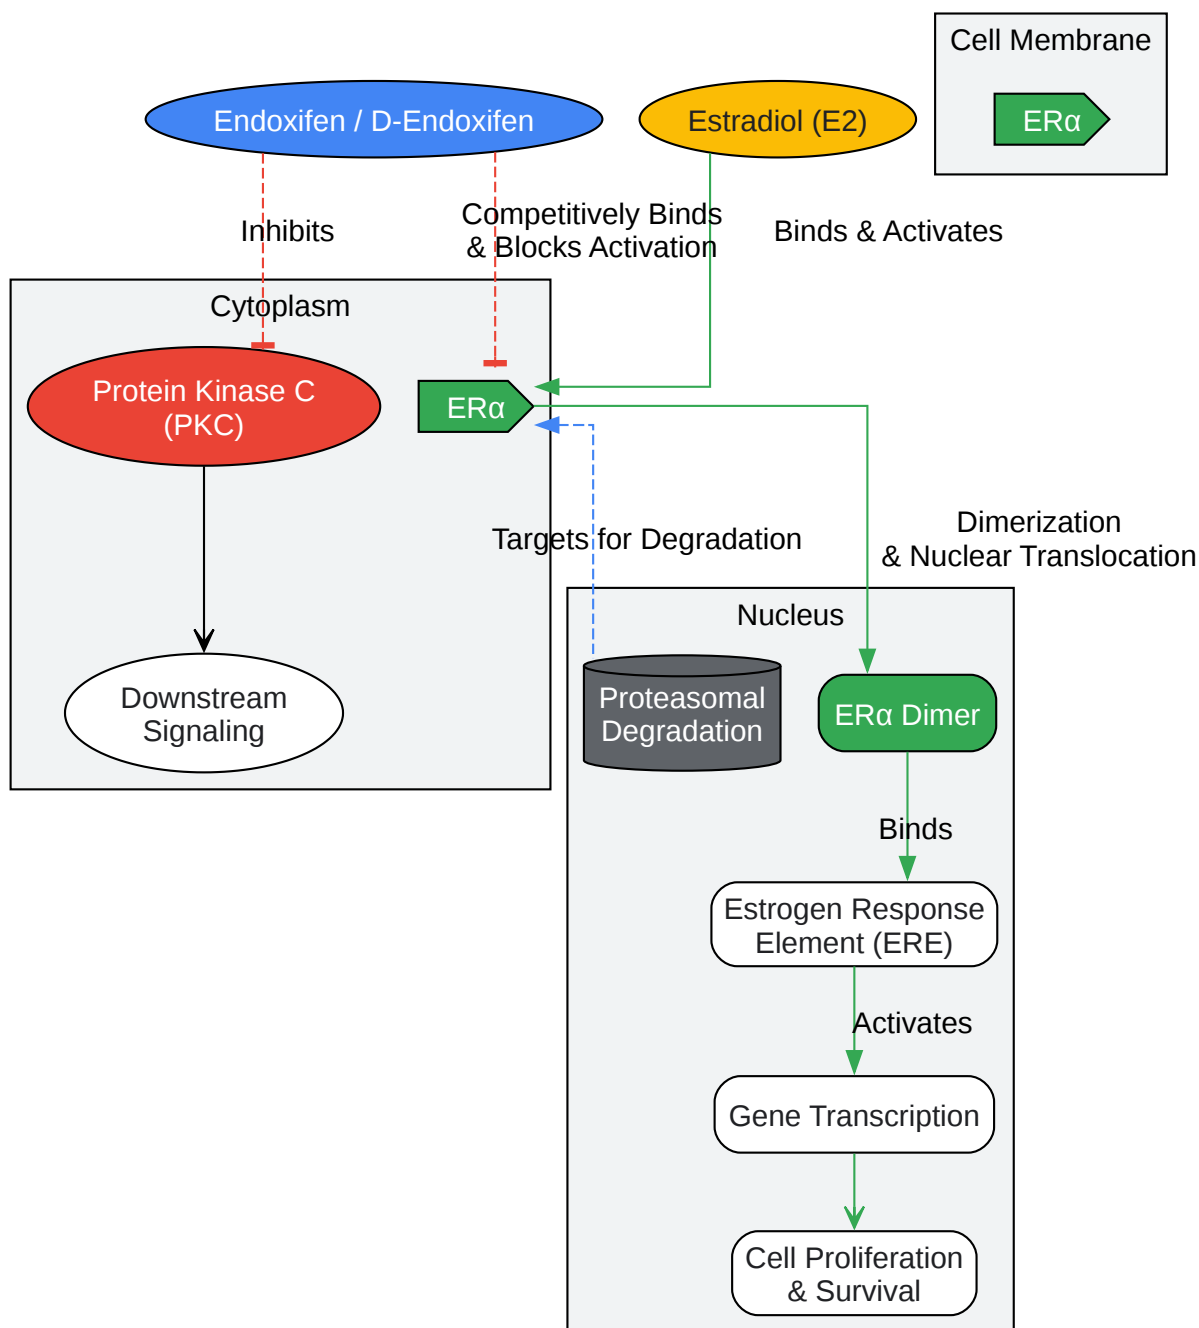 Cell Membrane
Endoxifen / D-Endoxifen
Estradiol (E2)
ERα
Inhibits
Competitively Binds
& Blocks Activation
Binds & Activates
Cytoplasm
Protein Kinase C
(PKC)
ERα
Targets for Degradation
Dimerization
& Nuclear Translocation
Nucleus
Downstream
Signaling
Proteasomal
Degradation
ERα Dimer
Binds
Estrogen Response
Element (ERE)
Activates
Gene Transcription
Cell Proliferation
& Survival